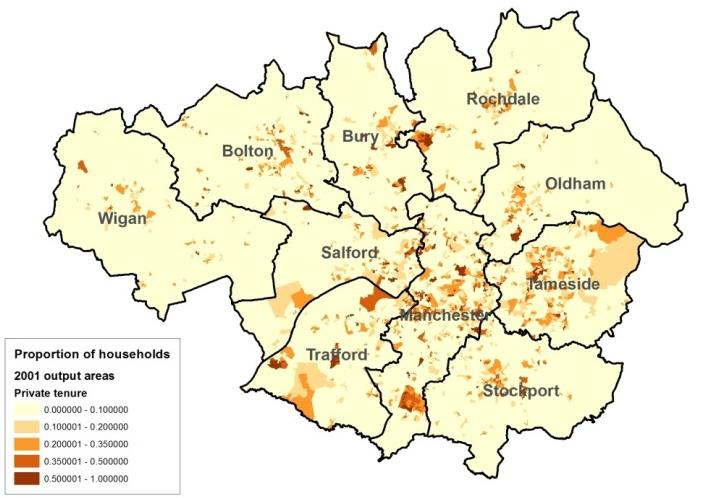 Rochdale
Bury
Bolton
Oldham
Wigan
Salford
Tameside
Manchester
Trafford
Stockport
Proportion of households
2001 output areas
Private tenure
0.000000 - 0.100000
0.100001 - 0.200000
0.200001 - 0.350000
0.350001 - 0.500000
0.500001 - 1.000000